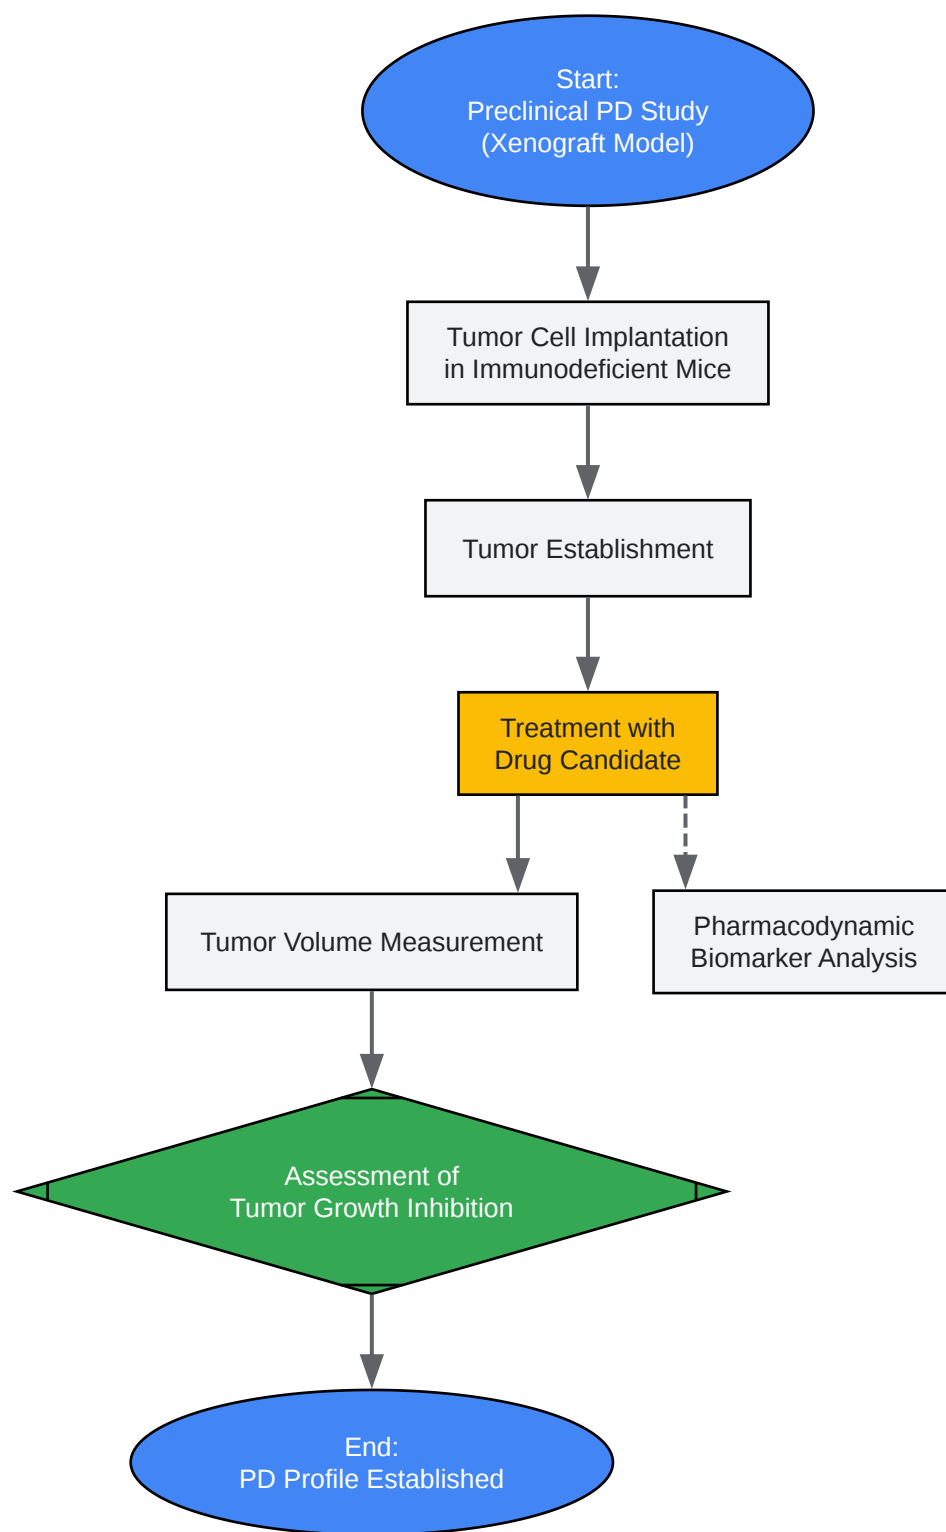 Start:
Preclinical PD Study
(Xenograft Model)
Tumor Cell Implantation
in Immunodeficient Mice
Tumor Establishment
Treatment with
Drug Candidate
Tumor Volume Measurement
Pharmacodynamic
Biomarker Analysis
Assessment of
Tumor Growth Inhibition
End:
PD Profile Established